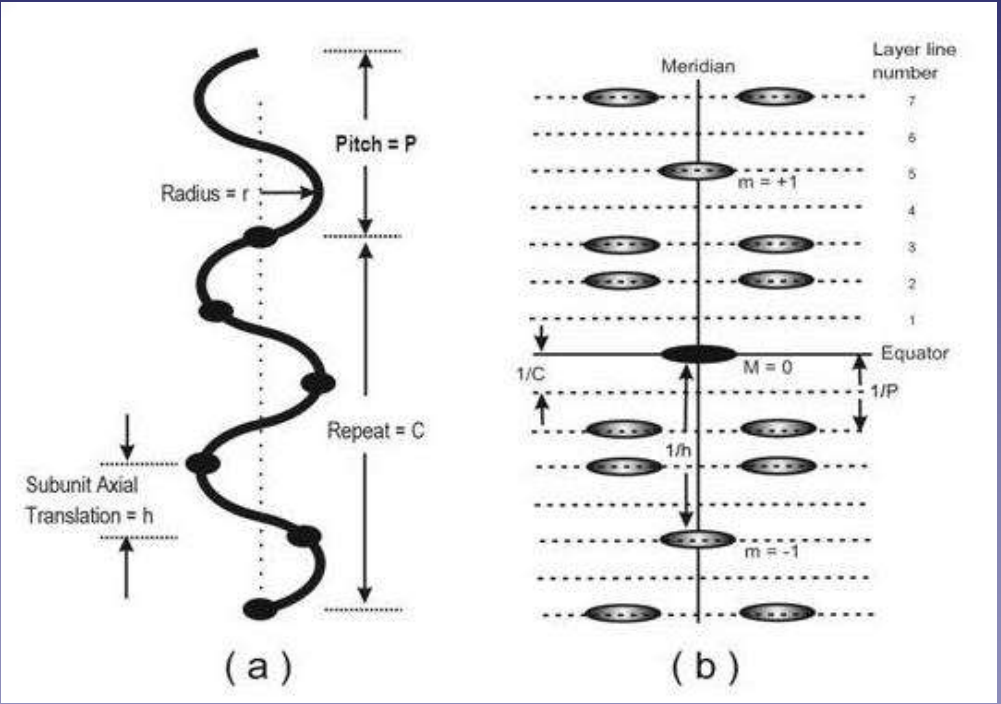 Pitch = P
Radius = r
Repeat = C
Subunit Axial
Translation = h
( a )
Layer line
number
Meridian
7
6
5
m = +1
4
3
2
1
Equator
1/C
M = 0
1/P
1/h
m = -1
( b )